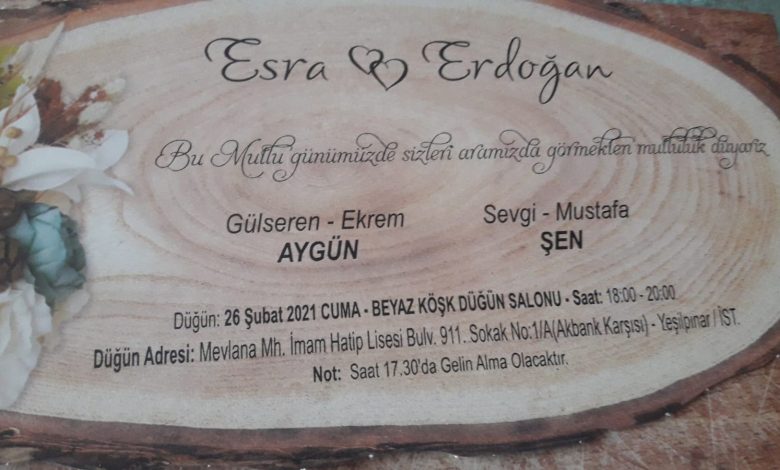 Esra Erdoğan
Bu Mutlu günümüzde sizleri aramızda görmekten mutluluk duyarız
Gülseren - Ekrem
AYGÜN
Sevgi - Mustafa
ŞEN
Düğün: 26 Şubat 2021 CUMA - BEYAZ KÖŞK DÜĞÜN SALONU - Saat: 18:00 - 20:00
Düğün Adresi: Mevlana Mh. İmam Hatip Lisesi Bulv. 911. Sokak No:1/A(Akbank Karşısı) - Yeşilpınar / İST.
Not: Saat 17.30'da Gelin Alma Olacaktır.